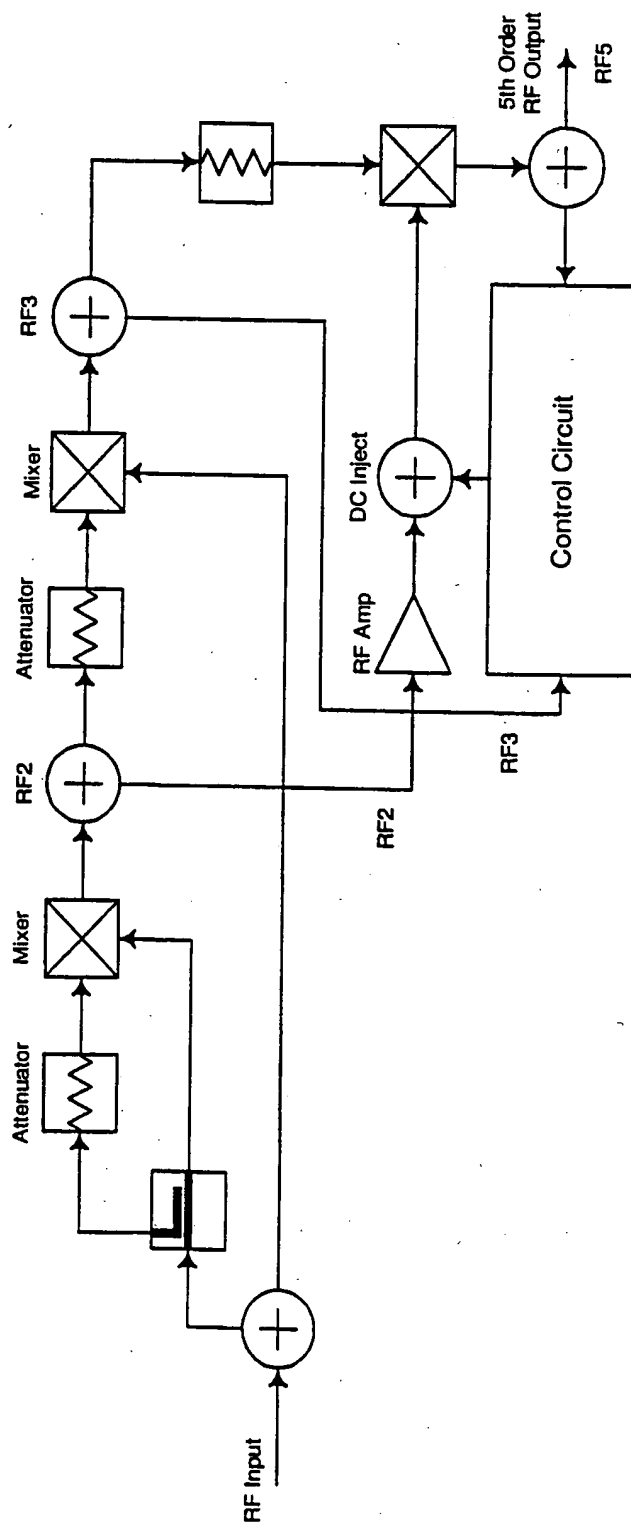 RF Input
Attenuator
Mixer
RF2
Attenuator
Mixer
RF3
RF2
RF Amp
DC Inject
RF3
Control Circuit
5th Order
RF Output
RF5